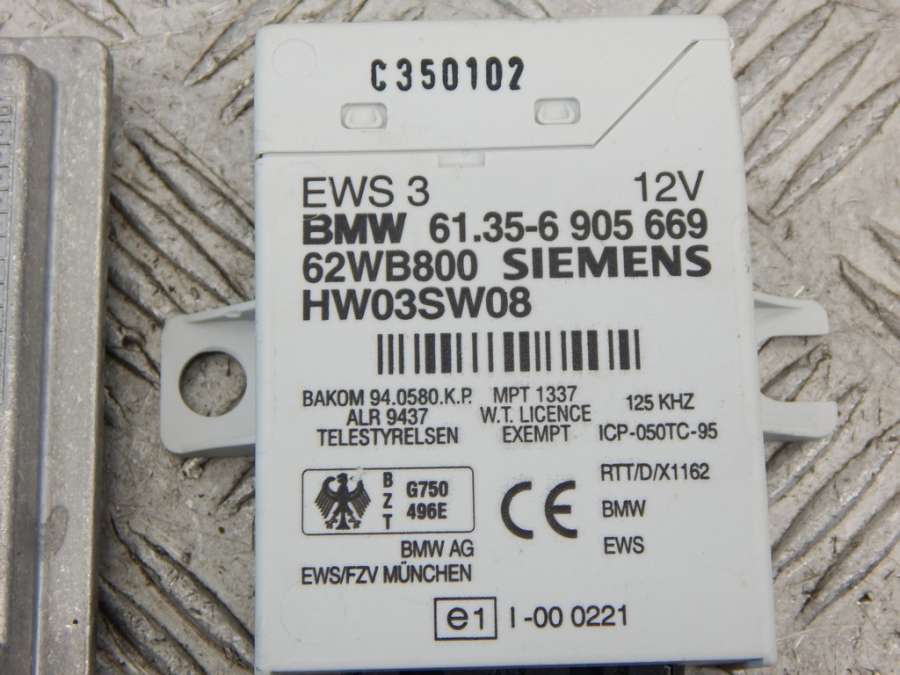 C350102
EWS 3 12V
BMW 61.35-6 905 669
62WB800 SIEMENS
HW03SW08
BAKOM 94.0580.K.P. MPT 1337 125 KHZ
ALR 9437 W.T. LICENCE
TELESTYRELSEN EXEMPT ICP-050TC-95
RTT/D/X1162
B Z T G750 496E
BMW
BMW AG
EWS
EWS/FZV MÜNCHEN
CE
e1 I-00 0221